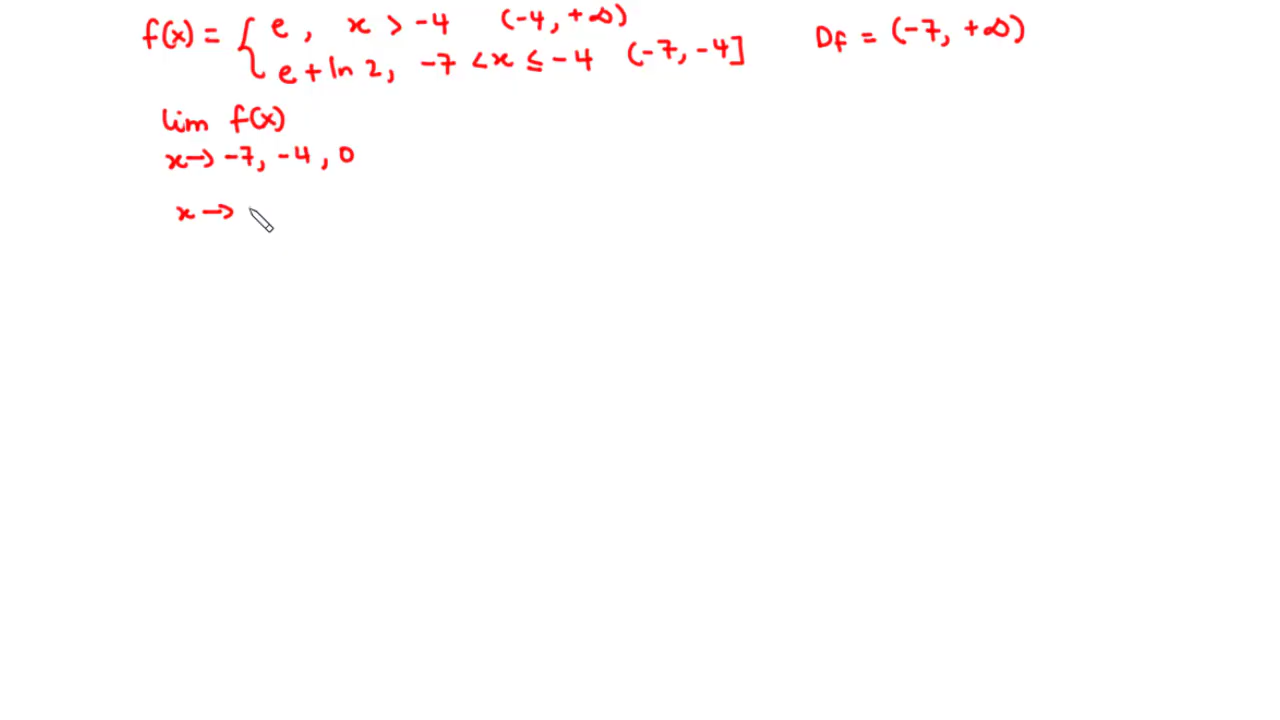 f(x) = { e, x > -4 (-4, +∞)
e + ln 2, -7 < x ≤ -4 (-7, -4]
Df = (-7, +∞)
lim f(x)
x→ -7, -4, 0
x →